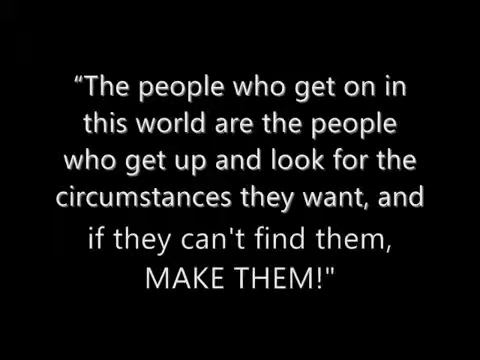 “The people who get on in
this world are the people
who get up and look for the
circumstances they want, and
if they can't find them,
MAKE THEM!"